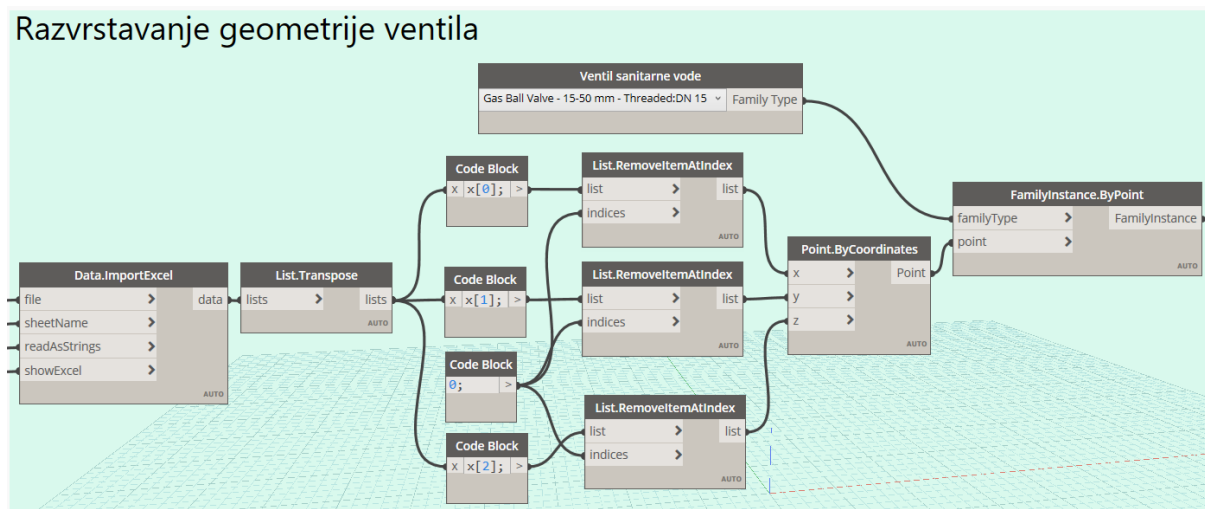 Razvrstavanje geometrije ventila
Ventil sanitarne vode
Gas Ball Valve - 15-50 mm - Threaded:DN 15
Family Type
Code Block
x x[0]; >
List.RemoveItemAtIndex
list > list
indices >
AUTO
FamilyInstance.ByPoint
familyType > FamilyInstance
point >
AUTO
Data.ImportExcel
file > data
sheetName >
readAsStrings >
showExcel >
AUTO
List.Transpose
lists > lists
AUTO
Code Block
x x[1]; >
List.RemoveItemAtIndex
list > list
indices >
AUTO
Point.ByCoordinates
x > Point
y >
z >
AUTO
Code Block
0; >
Code Block
x x[2]; >
List.RemoveItemAtIndex
list > list
indices >
AUTO